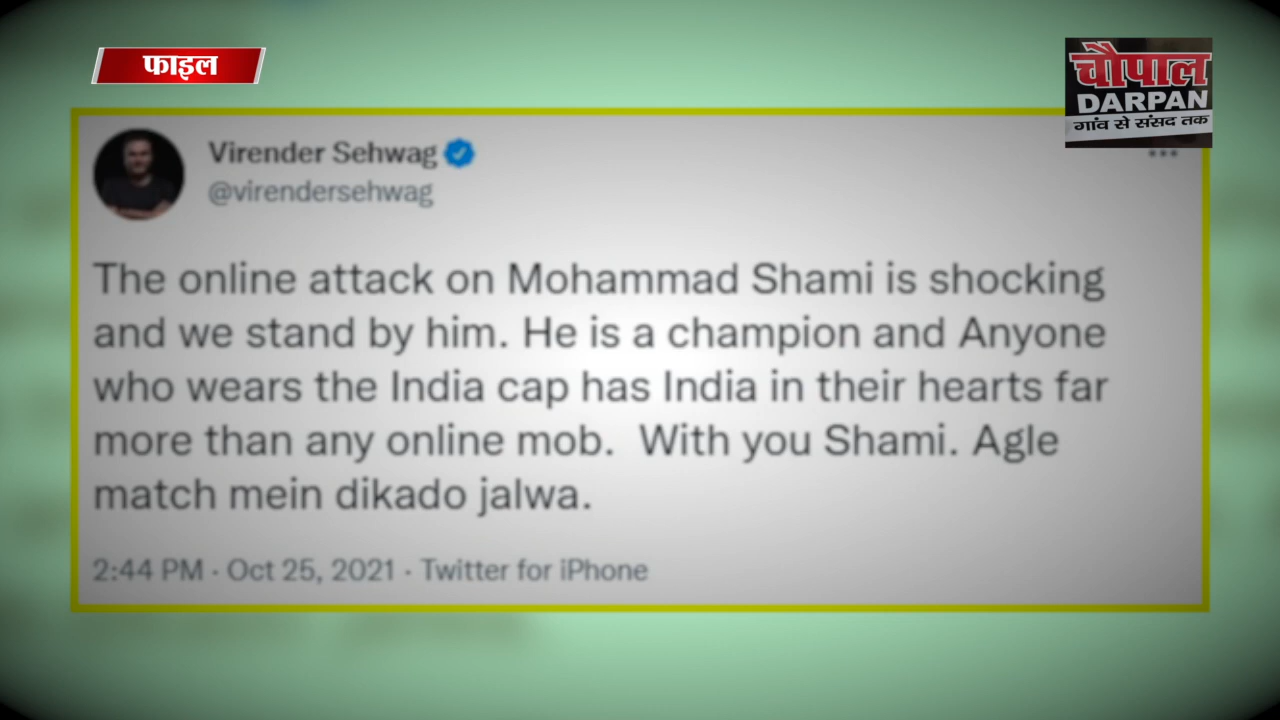 फाइल
चौपाल
DARPAN
गांव से संसद तक
Virender Sehwag
@virendersehwag
The online attack on Mohammad Shami is shocking
and we stand by him. He is a champion and Anyone
who wears the India cap has India in their hearts far
more than any online mob.  With you Shami. Agle
match mein dikado jalwa.
2:44 PM · Oct 25, 2021 · Twitter for iPhone